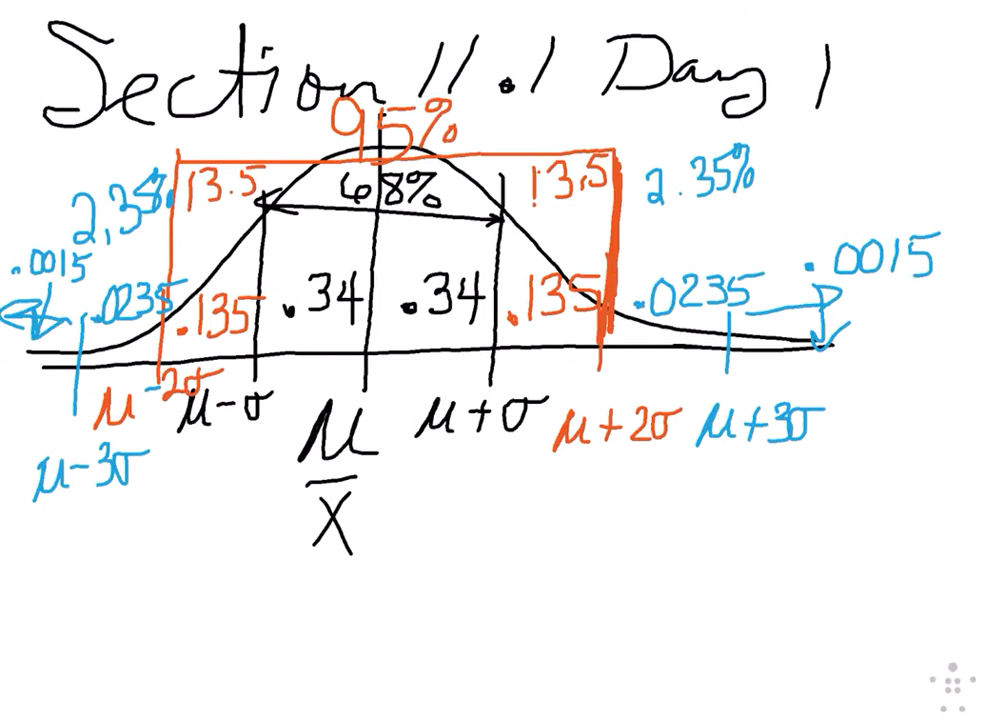 Section 11.1 Day 1
95%
2.35% 13.5 68% 13.5 2.35%
.0015 .0235 .135 .34 .34 .135 .0235 .0015
μ-3σ μ-2σ μ-σ μ μ+σ μ+2σ μ+3σ
x̄